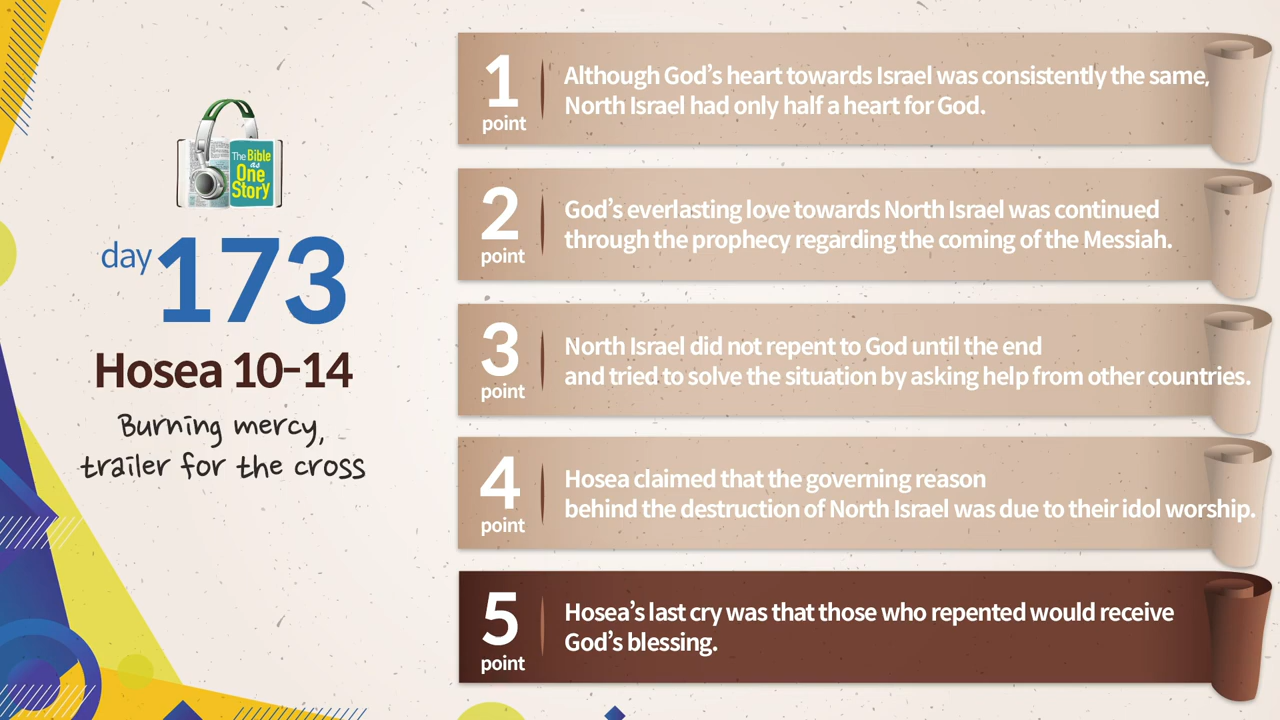 The Bible
as
One
Story
day 173
Hosea 10-14
Burning mercy,
trailer for the cross
1
point
Although God's heart towards Israel was consistently the same,
North Israel had only half a heart for God.
2
point
God's everlasting love towards North Israel was continued
through the prophecy regarding the coming of the Messiah.
3
point
North Israel did not repent to God until the end
and tried to solve the situation by asking help from other countries.
4
point
Hosea claimed that the governing reason
behind the destruction of North Israel was due to their idol worship.
5
point
Hosea's last cry was that those who repented would receive
God's blessing.